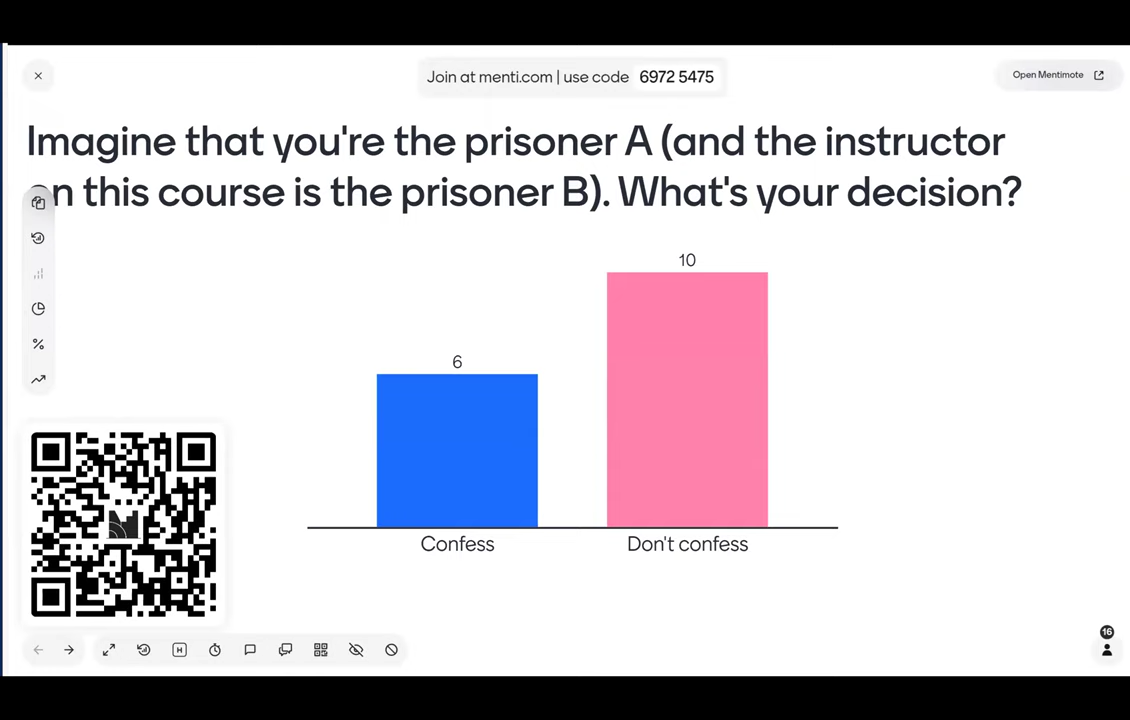 Join at menti.com | use code 6972 5475
Open Mentimote
Imagine that you're the prisoner A (and the instructor
on this course is the prisoner B). What's your decision?
10
6
Confess
Don't confess
H
16